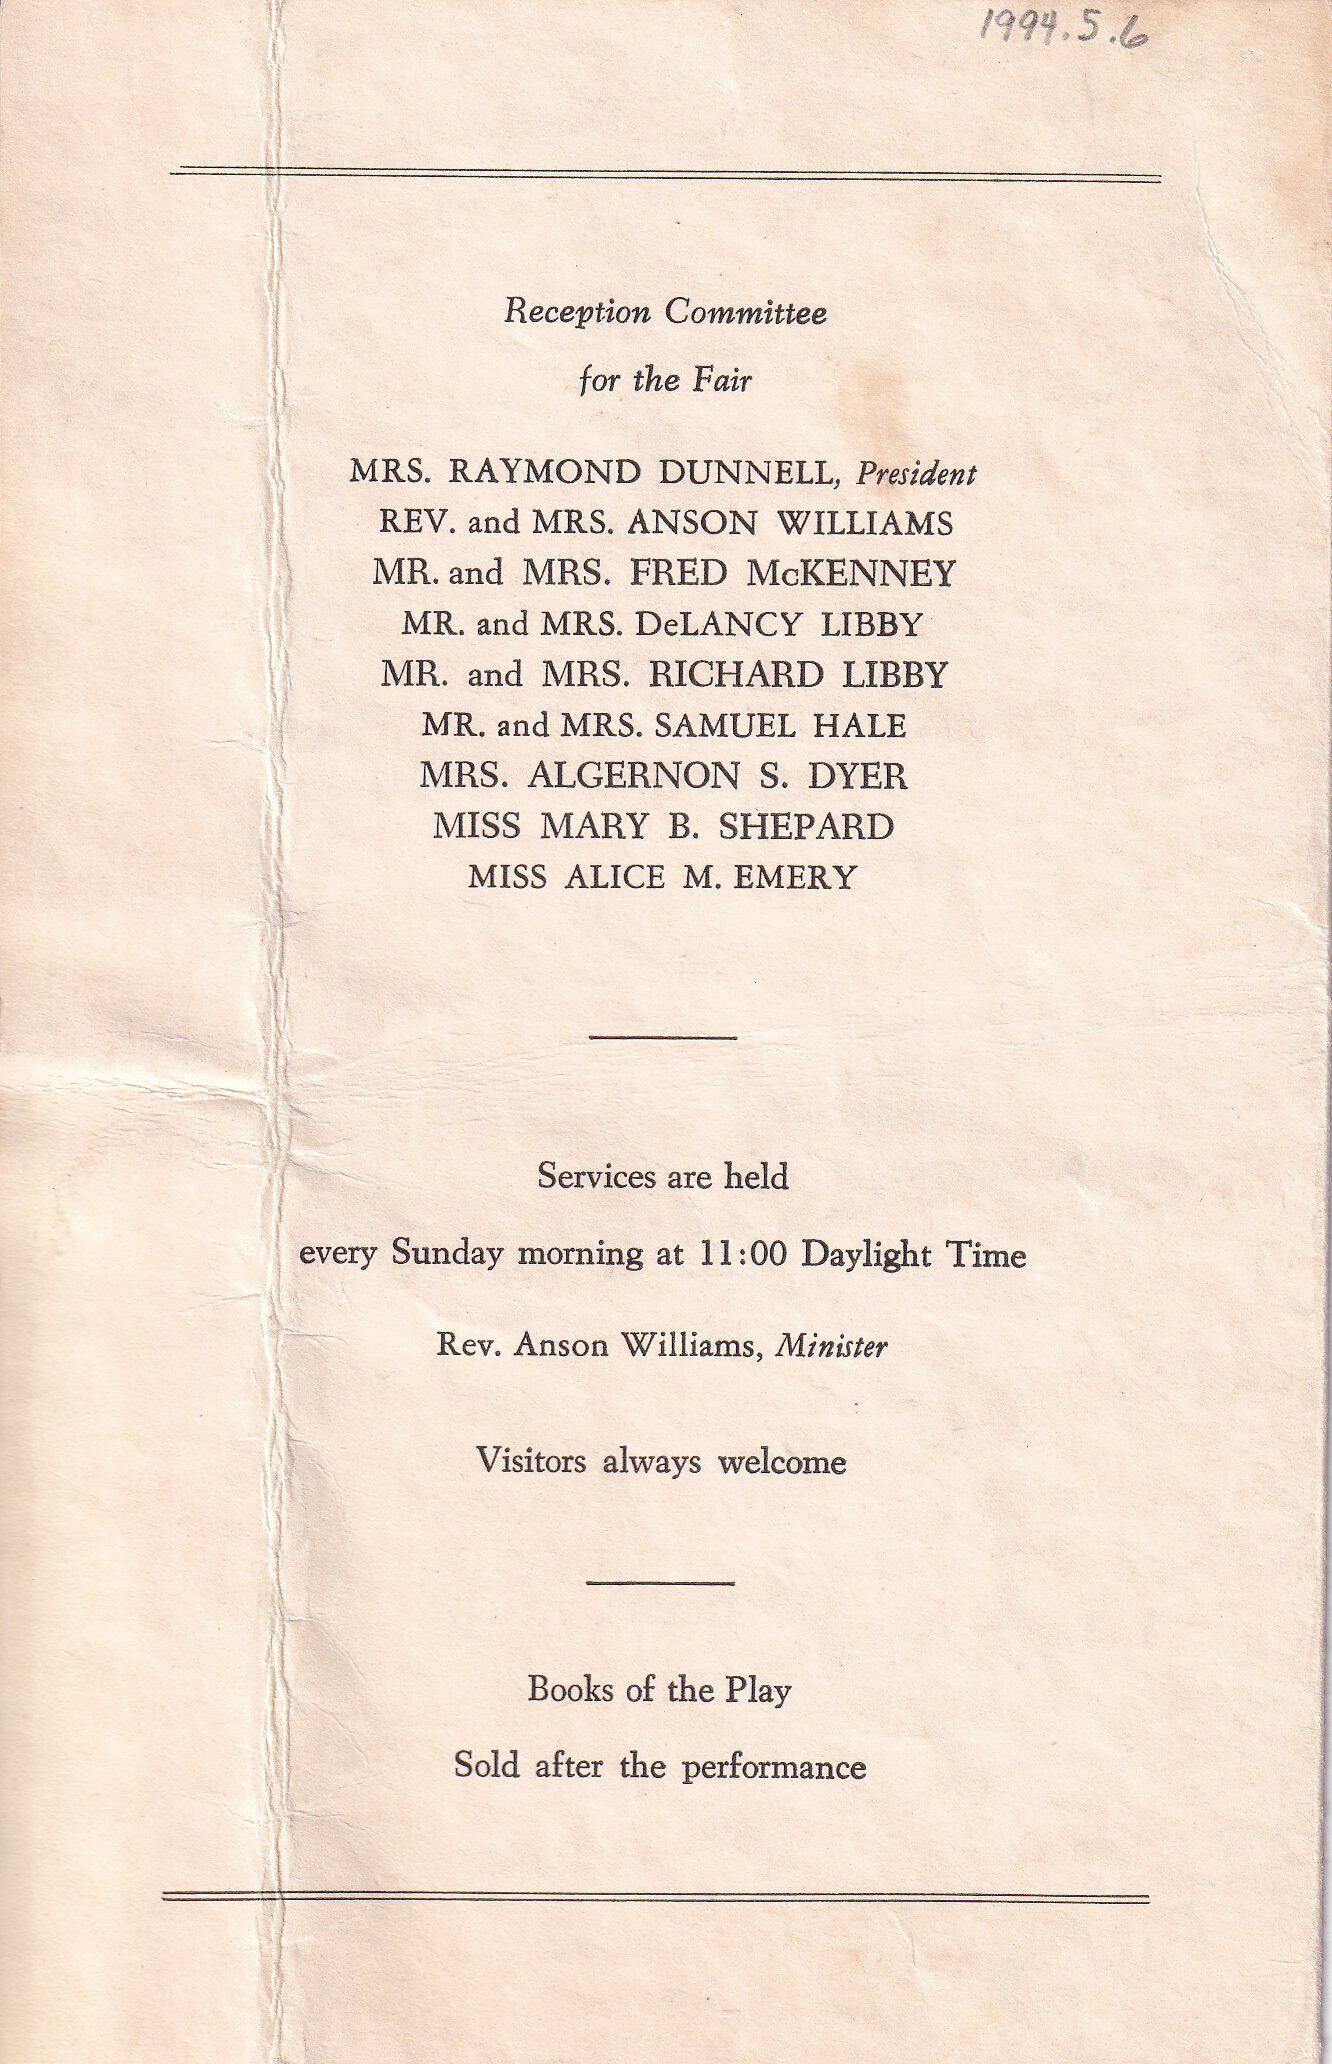 1994.5.6
Reception Committee
for the Fair
MRS. RAYMOND DUNNELL, President
REV. and MRS. ANSON WILLIAMS
MR. and MRS. FRED McKENNEY
MR. and MRS. DeLANCY LIBBY
MR. and MRS. RICHARD LIBBY
MR. and MRS. SAMUEL HALE
MRS. ALGERNON S. DYER
MISS MARY B. SHEPARD
MISS ALICE M. EMERY
Services are held
every Sunday morning at 11:00 Daylight Time
Rev. Anson Williams, Minister
Visitors always welcome
Books of the Play
Sold after the performance